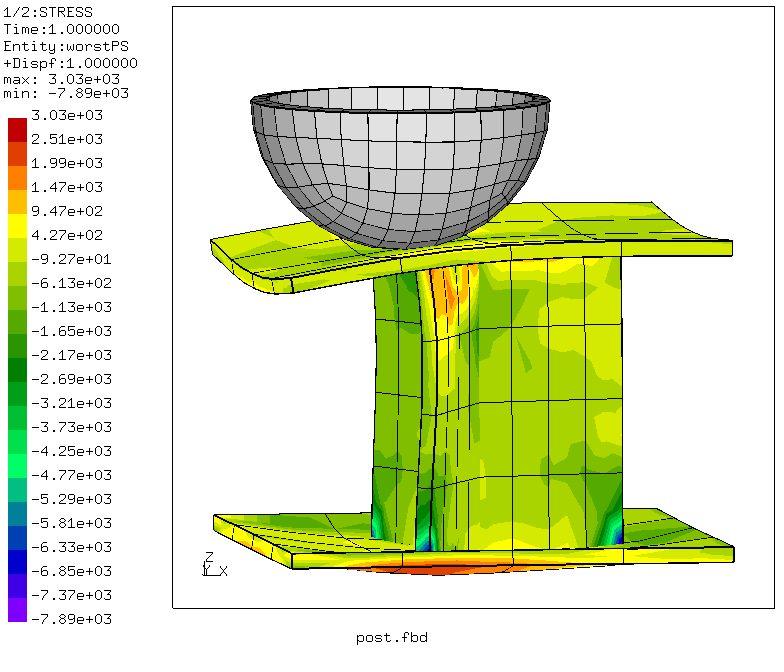 1/2:STRESS
Time:1.000000
Entity:worstPS
+Dispf:1.000000
max: 3.03e+03
min: -7.89e+03
3.03e+03
2.51e+03
1.99e+03
1.47e+03
9.47e+02
4.27e+02
-9.27e+01
-6.13e+02
-1.13e+03
-1.65e+03
-2.17e+03
-2.69e+03
-3.21e+03
-3.73e+03
-4.25e+03
-4.77e+03
-5.29e+03
-5.81e+03
-6.33e+03
-6.85e+03
-7.37e+03
-7.89e+03
Z
Y X
post.fbd